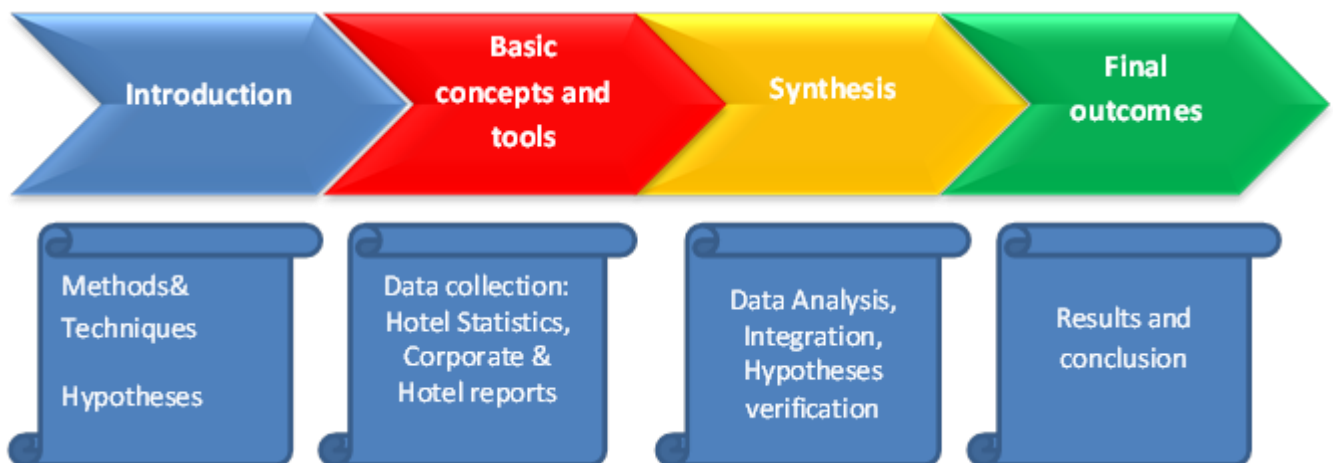 Introduction
Basic
concepts and
tools
Synthesis
Final
outcomes
Methods&
Techniques
Hypotheses
Data collection:
Hotel Statistics,
Corporate &
Hotel reports
Data Analysis,
Integration,
Hypotheses
verification
Results and
conclusion